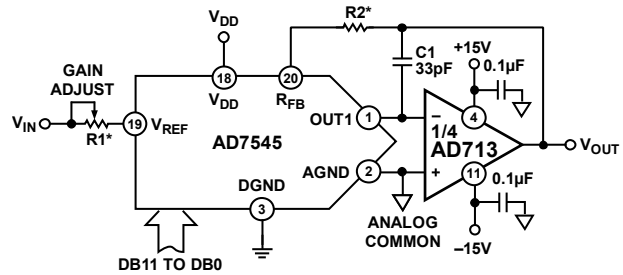 R2*
V_DD
C1
33pF
+15V
0.1µF
GAIN
ADJUST
18
20
V_DD
R_FB
V_IN
R1*
19
V_REF
OUT1
1
–
4
1/4
AD713
V_OUT
AD7545
AGND
2
+
11
0.1µF
DGND
3
ANALOG
COMMON
–15V
DB11 TO DB0